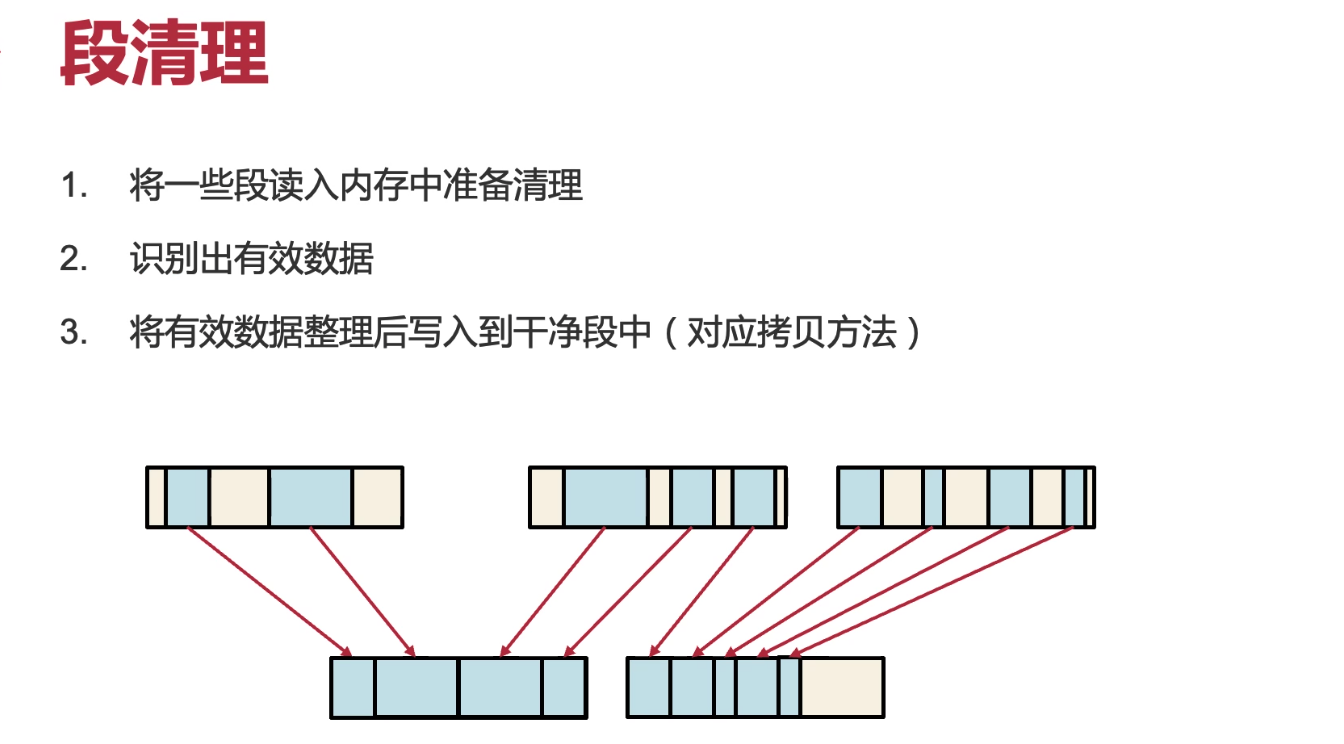 段清理
1. 将一些段读入内存中准备清理
2. 识别出有效数据
3. 将有效数据整理后写入到干净段中（对应拷贝方法）